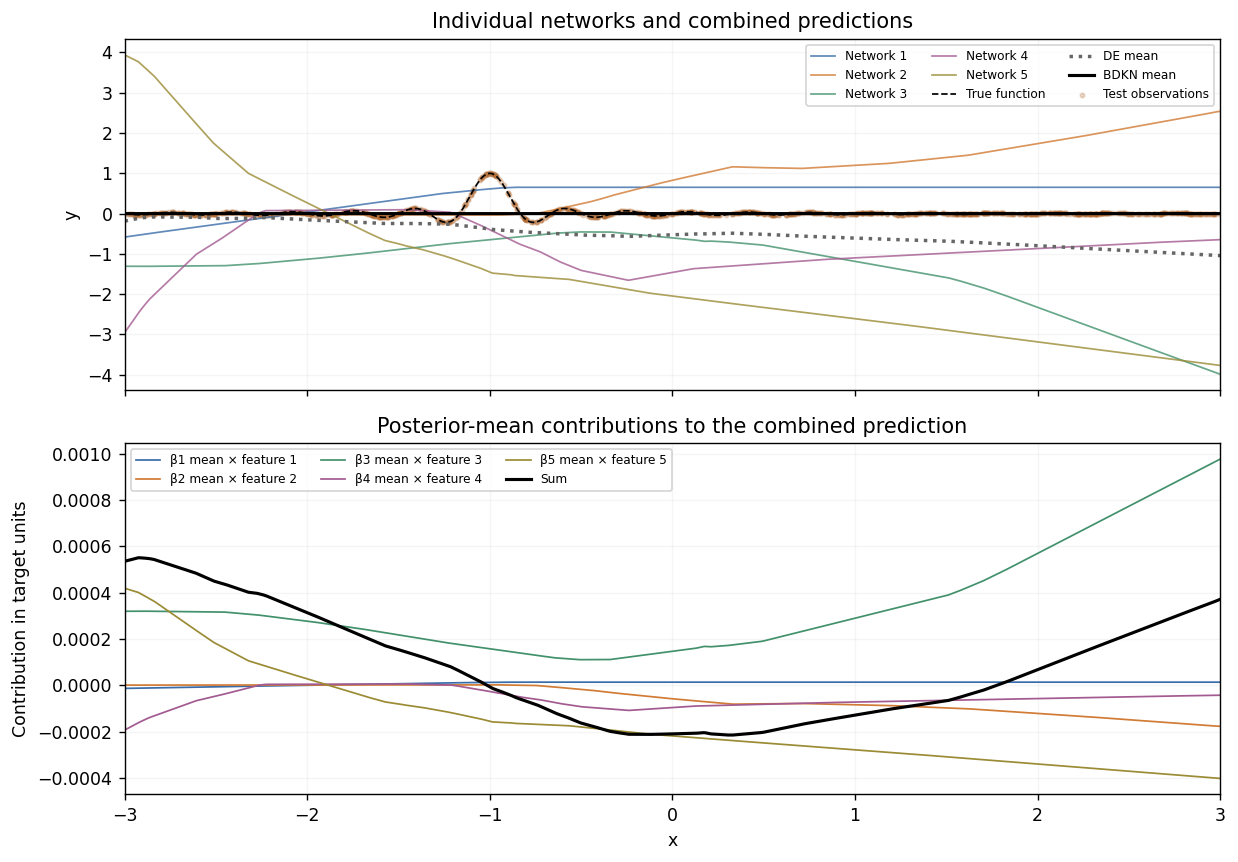 Individual networks and combined predictions
4
3
2
1
0
−1
−2
−3
−4
y
Network 1
Network 2
Network 3
Network 4
Network 5
True function
DE mean
BDKN mean
Test observations
Posterior-mean contributions to the combined prediction
0.0010
0.0008
0.0006
0.0004
0.0002
0.0000
−0.0002
−0.0004
Contribution in target units
β1 mean × feature 1
β2 mean × feature 2
β3 mean × feature 3
β4 mean × feature 4
β5 mean × feature 5
Sum
−3
−2
−1
0
1
2
3
x